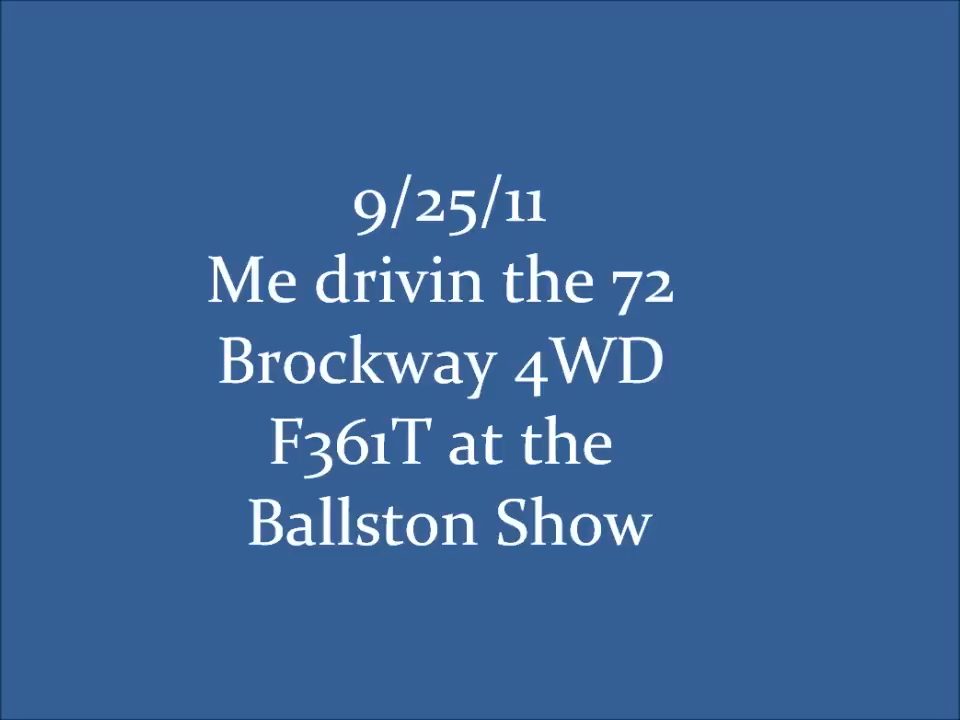 9/25/11
Me drivin the 72
Brockway 4WD
F361T at the
Ballston Show